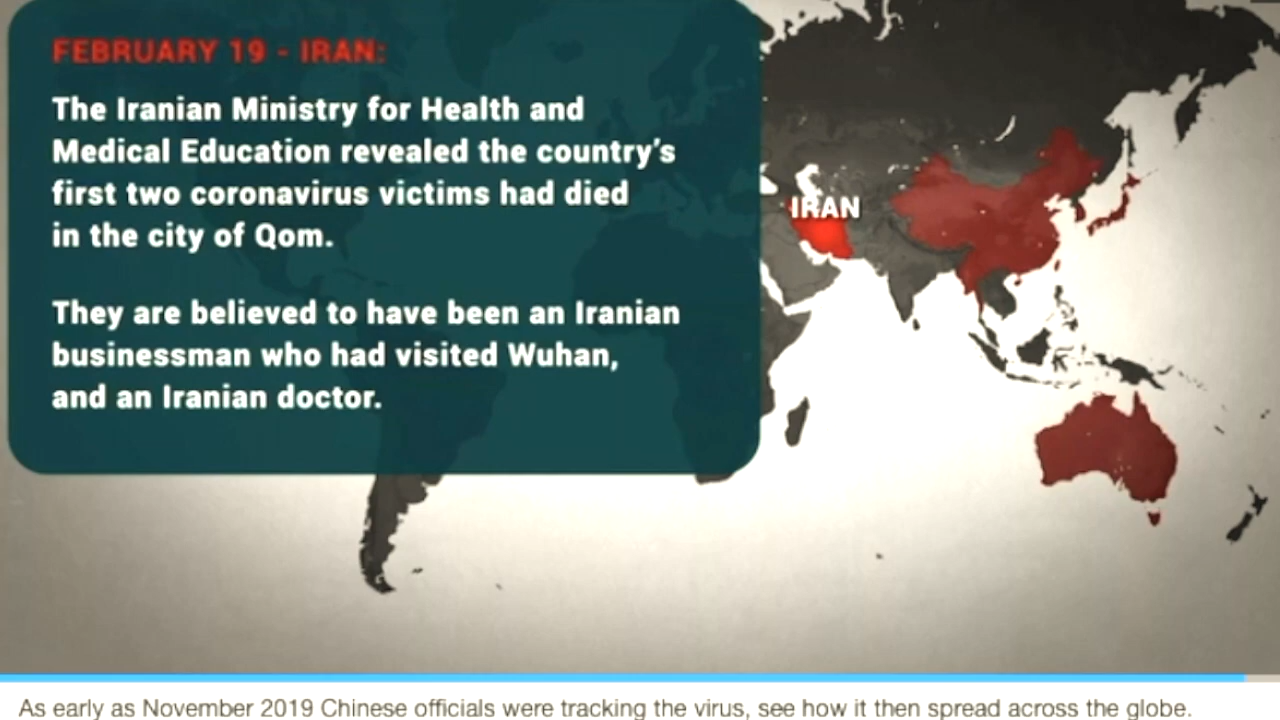 FEBRUARY 19 - IRAN:
The Iranian Ministry for Health and
Medical Education revealed the country's
first two coronavirus victims had died
in the city of Qom.
They are believed to have been an Iranian
businessman who had visited Wuhan,
and an Iranian doctor.
IRAN
As early as November 2019 Chinese officials were tracking the virus, see how it then spread across the globe.